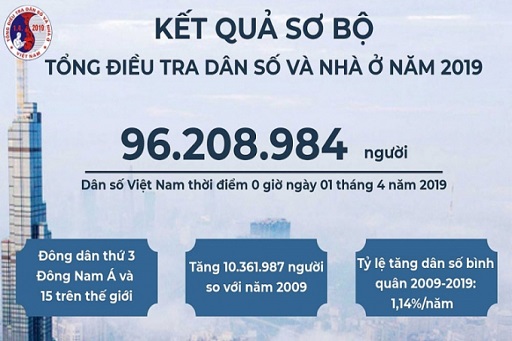 KẾT QUẢ SƠ BỘ
TỔNG ĐIỀU TRA DÂN SỐ VÀ NHÀ Ở NĂM 2019
96.208.984 người
Dân số Việt Nam thời điểm 0 giờ ngày 01 tháng 4 năm 2019
Đông dân thứ 3
Đông Nam Á và
15 trên thế giới
Tăng 10.361.987 người
so với năm 2009
Tỷ lệ tăng dân số bình
quân 2009-2019:
1,14%/năm
TỔNG ĐIỀU TRA DÂN SỐ VÀ NHÀ Ở
VIỆT NAM
2019